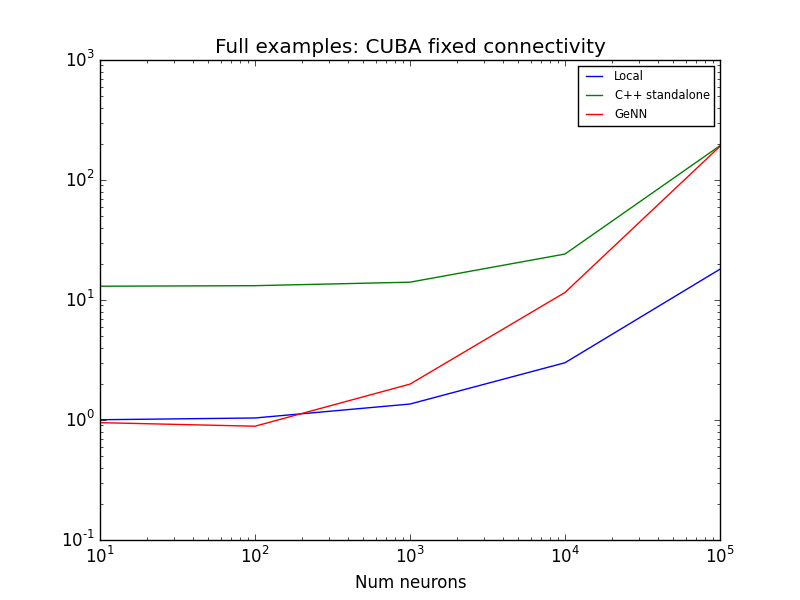 Full examples: CUBA fixed connectivity
10³
10²
10¹
10⁰
10⁻¹
Local
C++ standalone
GeNN
10¹ 10² 10³ 10⁴ 10⁵
Num neurons